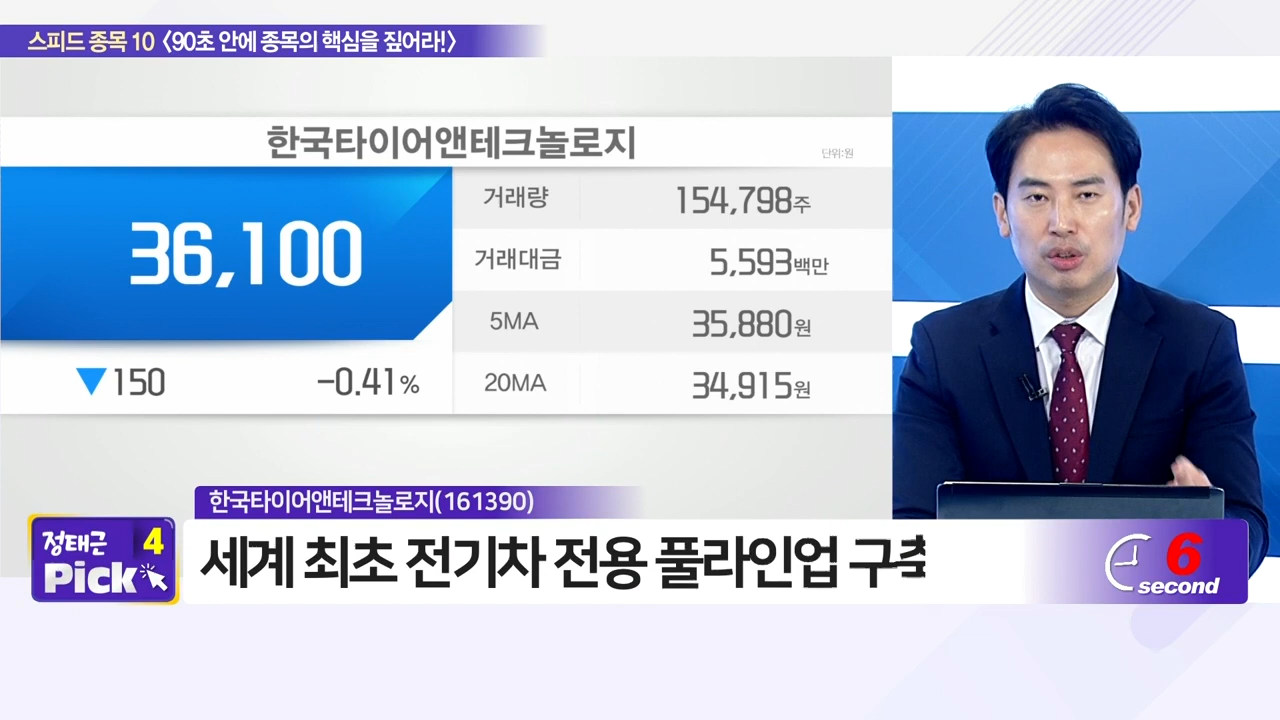 스피드 종목 10 〈90초 안에 종목의 핵심을 짚어라!〉
한국타이어앤테크놀로지
단위:원
36,100
▼150 -0.41%
거래량 154,798주
거래대금 5,593백만
5MA 35,880원
20MA 34,915원
한국타이어앤테크놀로지(161390)
정태근 4
Pick
세계 최초 전기차 전용 풀라인업
6
second